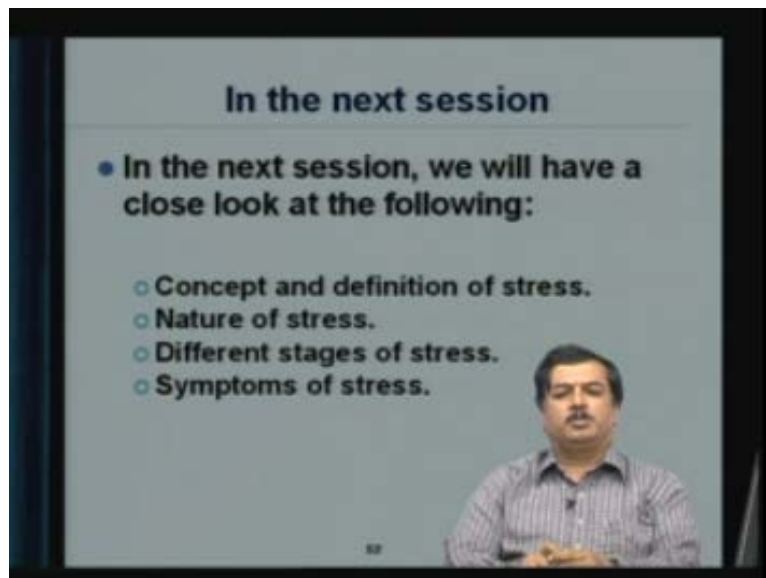 In the next session
In the next session, we will have a
close look at the following:
Concept and definition of stress.
Nature of stress.
Different stages of stress.
Symptoms of stress.